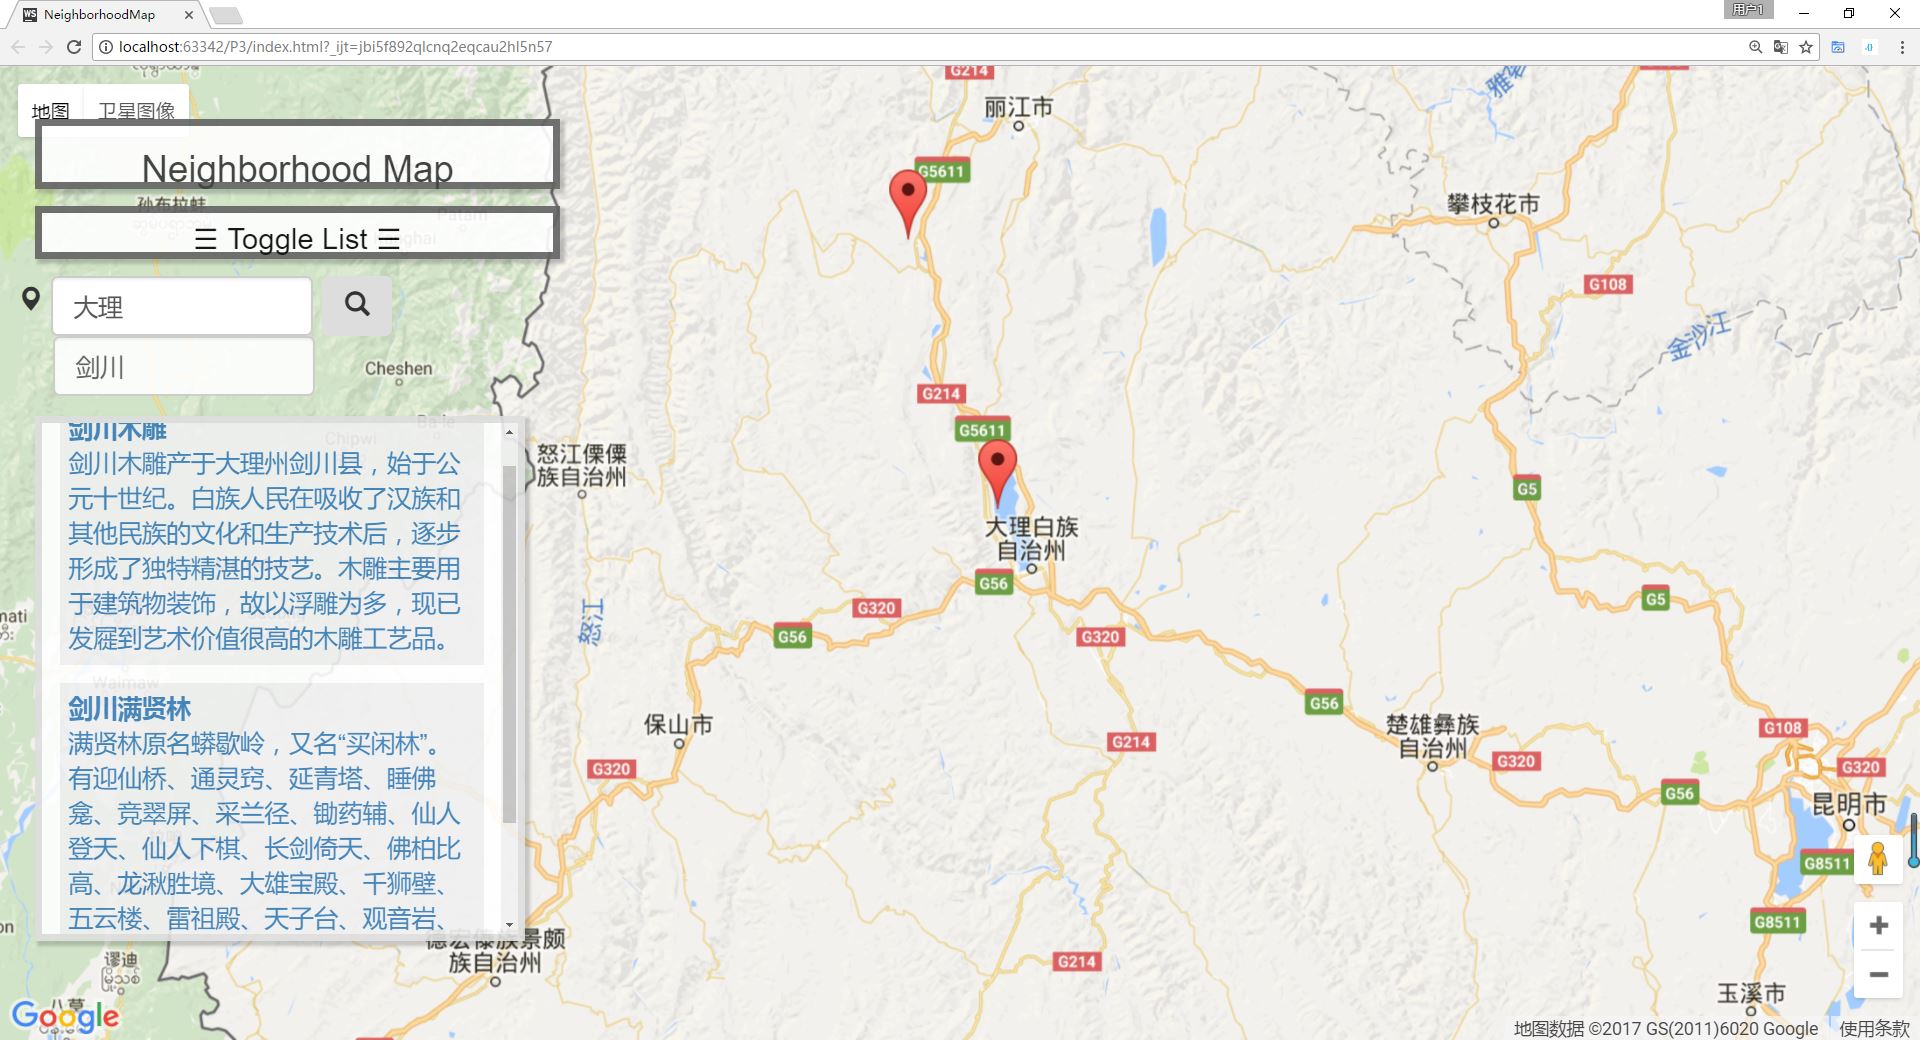 NeighborhoodMap
用户1
localhost:63342/P3/index.html?_ijt=jbi5f892qlcnq2eqcau2hl5n57
地图
卫星图像
Neighborhood Map
孙布拉蚌
☰ Toggle List ☰
大理
剑川
Cheshen
Chipwi
剑川木雕
剑川木雕产于大理州剑川县，始于公
元十世纪。白族人民在吸收了汉族和
其他民族的文化和生产技术后，逐步
形成了独特精湛的技艺。木雕主要用
于建筑物装饰，故以浮雕为多，现已
发屣到艺术价值很高的木雕工艺品。
Waimaw
剑川满贤林
满贤林原名蟒歇岭，又名“买闲林”。
有迎仙桥、通灵窍、延青塔、睡佛
龛、竞翠屏、采兰径、锄药辅、仙人
登天、仙人下棋、长剑倚天、佛柏比
高、龙湫胜境、大雄宝殿、千狮壁、
五云楼、雷祖殿、天子台、观音岩、
G214
丽江市
雅砻
G5611
攀枝花市
G108
金沙江
G214
G5611
怒江傈僳
族自治州
G5
大理白族
自治州
G56
G320
G5
怒江
G56
G320
G56
保山市
楚雄彝族
自治州
G108
G214
G320
G320
G320
G56
昆明市
G8511
G8511
德宏傣族景颇
族自治州
G214
谬迪
八莫
玉溪市
Google
地图数据 ©2017 GS(2011)6020 Google
使用条款